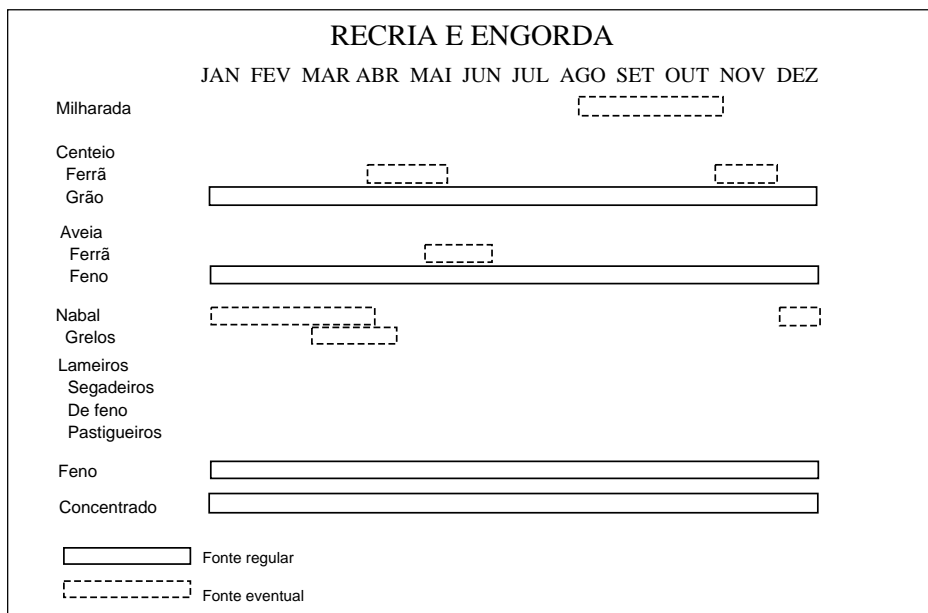 RECRIA E ENGORDA
JAN FEV MAR ABR MAI JUN JUL AGO SET OUT NOV DEZ
Milharada
Centeio
Ferrã
Grão
Aveia
Ferrã
Feno
Nabal
Grelos
Lameiros
Segadeiros
De feno
Pastigueiros
Feno
Concentrado
Fonte regular
Fonte eventual